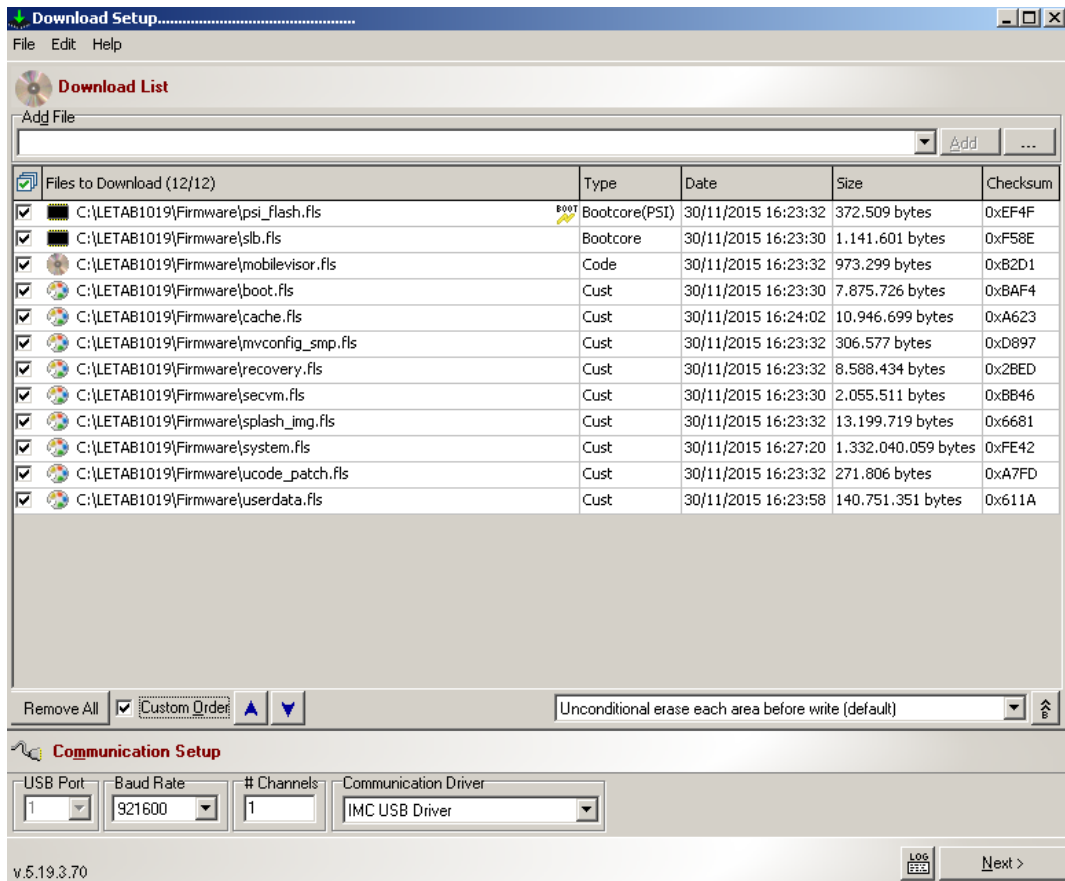 Download Setup................................................
File Edit Help
Download List
Add File
Add ...
Files to Download (12/12) Type Date Size Checksum
C:\LETAB1019\Firmware\psi_flash.fls BOOT Bootcore(PSI) 30/11/2015 16:23:32 372.509 bytes 0xEF4F
C:\LETAB1019\Firmware\slb.fls Bootcore 30/11/2015 16:23:30 1.141.601 bytes 0xF58E
C:\LETAB1019\Firmware\mobilevisor.fls Code 30/11/2015 16:23:32 973.299 bytes 0xB2D1
C:\LETAB1019\Firmware\boot.fls Cust 30/11/2015 16:23:30 7.875.726 bytes 0xBAF4
C:\LETAB1019\Firmware\cache.fls Cust 30/11/2015 16:24:02 10.946.699 bytes 0xA623
C:\LETAB1019\Firmware\mvconfig_smp.fls Cust 30/11/2015 16:23:32 306.577 bytes 0xD897
C:\LETAB1019\Firmware\recovery.fls Cust 30/11/2015 16:23:32 8.588.434 bytes 0x2BED
C:\LETAB1019\Firmware\secvm.fls Cust 30/11/2015 16:23:30 2.055.511 bytes 0xBB46
C:\LETAB1019\Firmware\splash_img.fls Cust 30/11/2015 16:23:32 13.199.719 bytes 0x6681
C:\LETAB1019\Firmware\system.fls Cust 30/11/2015 16:27:20 1.332.040.059 bytes 0xFE42
C:\LETAB1019\Firmware\ucode_patch.fls Cust 30/11/2015 16:23:32 271.806 bytes 0xA7FD
C:\LETAB1019\Firmware\userdata.fls Cust 30/11/2015 16:23:58 140.751.351 bytes 0x611A
Remove All Custom Order Unconditional erase each area before write (default) B
Communication Setup
USB Port Baud Rate # Channels Communication Driver
1 921600 1 IMC USB Driver
v.5.19.3.70 LOG Next >